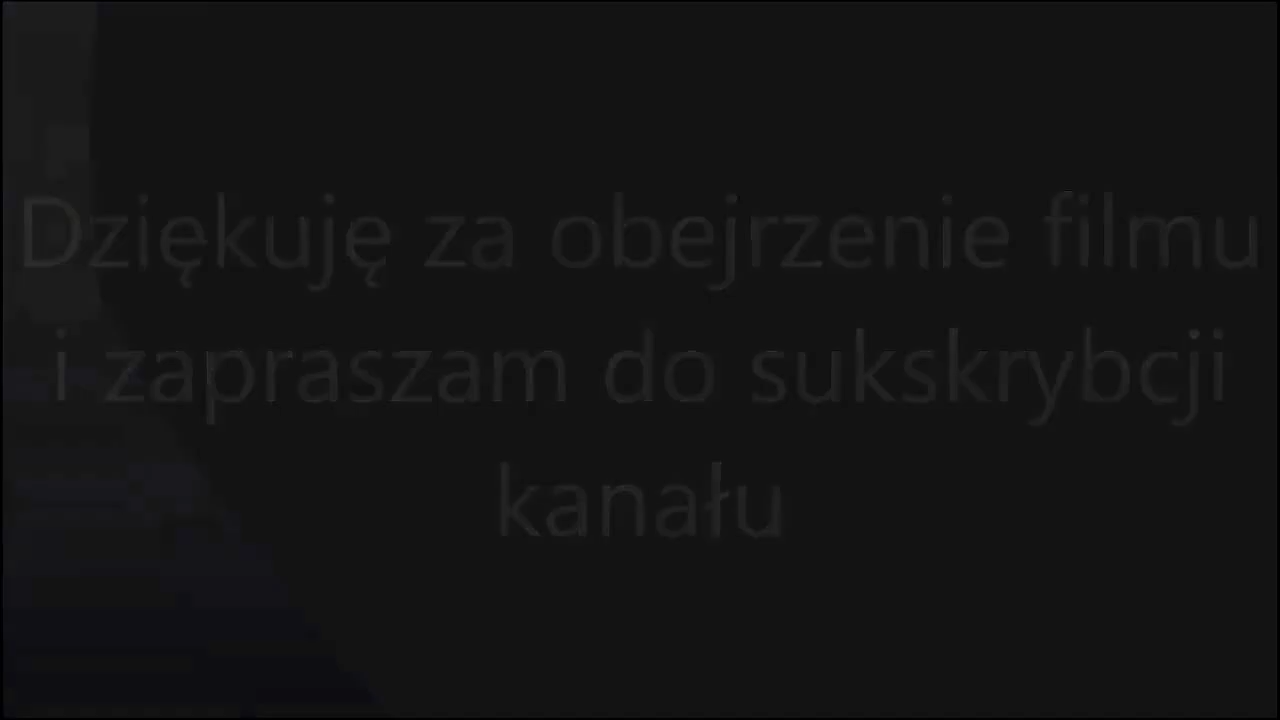 Dziękuję za obejrzenie filmu
i zapraszam do sukskrybcji
kanału